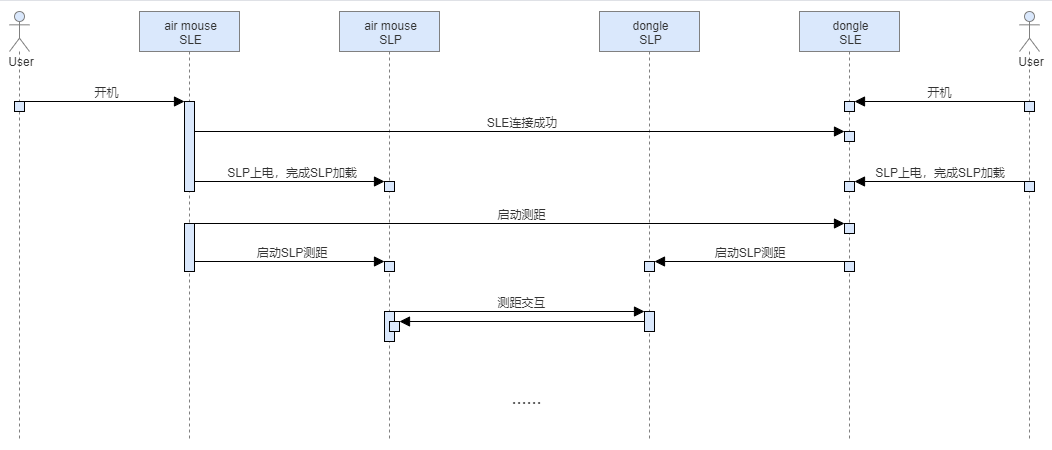 air mouse
SLE
air mouse
SLP
dongle
SLP
dongle
SLE
User
User
开机
开机
SLE连接成功
SLP上电，完成SLP加载
SLP上电，完成SLP加载
启动测距
启动SLP测距
启动SLP测距
测距交互
......